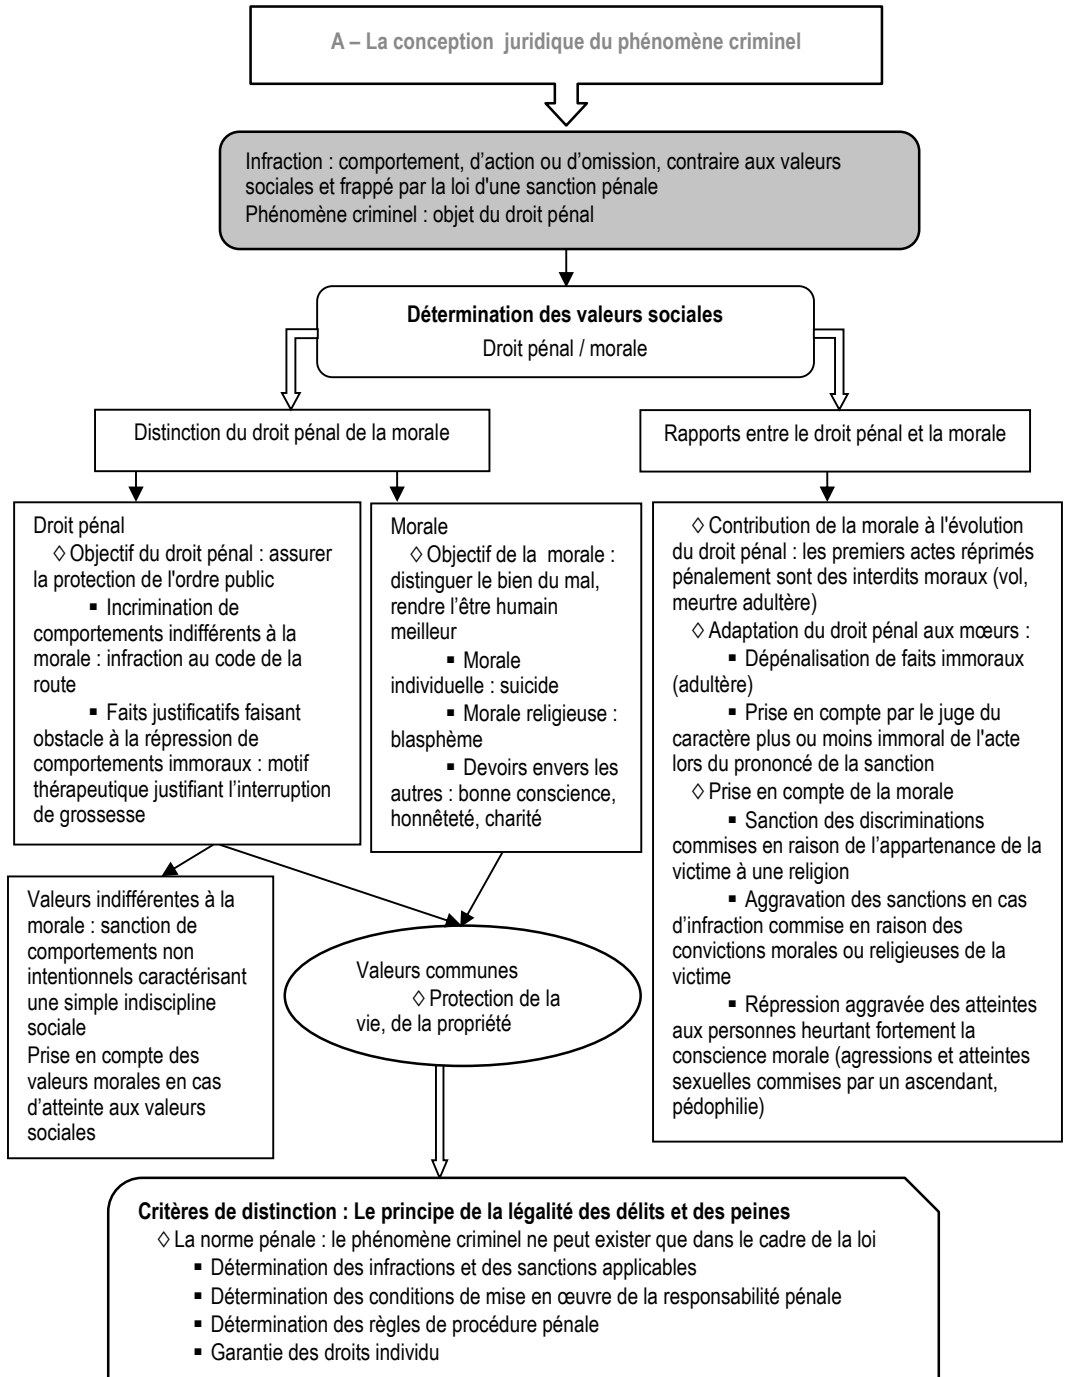 A – La conception juridique du phénomène criminel
Infraction : comportement, d’action ou d’omission, contraire aux valeurs
sociales et frappé par la loi d'une sanction pénale
Phénomène criminel : objet du droit pénal
Détermination des valeurs sociales
Droit pénal / morale
Distinction du droit pénal de la morale
Rapports entre le droit pénal et la morale
Droit pénal
◊ Objectif du droit pénal : assurer
la protection de l'ordre public
▪ Incrimination de
comportements indifférents à la
morale : infraction au code de la
route
▪ Faits justificatifs faisant
obstacle à la répression de
comportements immoraux : motif
thérapeutique justifiant l’interruption
de grossesse
Morale
◊ Objectif de la morale :
distinguer le bien du mal,
rendre l’être humain
meilleur
▪ Morale
individuelle : suicide
▪ Morale religieuse :
blasphème
▪ Devoirs envers les
autres : bonne conscience,
honnêteté, charité
◊ Contribution de la morale à l'évolution
du droit pénal : les premiers actes réprimés
pénalement sont des interdits moraux (vol,
meurtre adultère)
◊ Adaptation du droit pénal aux mœurs :
▪ Dépénalisation de faits immoraux
(adultère)
▪ Prise en compte par le juge du
caractère plus ou moins immoral de l'acte
lors du prononcé de la sanction
◊ Prise en compte de la morale
▪ Sanction des discriminations
commises en raison de l’appartenance de la
victime à une religion
▪ Aggravation des sanctions en cas
d’infraction commise en raison des
convictions morales ou religieuses de la
victime
▪ Répression aggravée des atteintes
aux personnes heurtant fortement la
conscience morale (agressions et atteintes
sexuelles commises par un ascendant,
pédophilie)
Valeurs indifférentes à la
morale : sanction de
comportements non
intentionnels caractérisant
une simple indiscipline
sociale
Prise en compte des
valeurs morales en cas
d’atteinte aux valeurs
sociales
Valeurs communes
◊ Protection de la
vie, de la propriété
Critères de distinction : Le principe de la légalité des délits et des peines
◊ La norme pénale : le phénomène criminel ne peut exister que dans le cadre de la loi
▪ Détermination des infractions et des sanctions applicables
▪ Détermination des conditions de mise en œuvre de la responsabilité pénale
▪ Détermination des règles de procédure pénale
▪ Garantie des droits individu